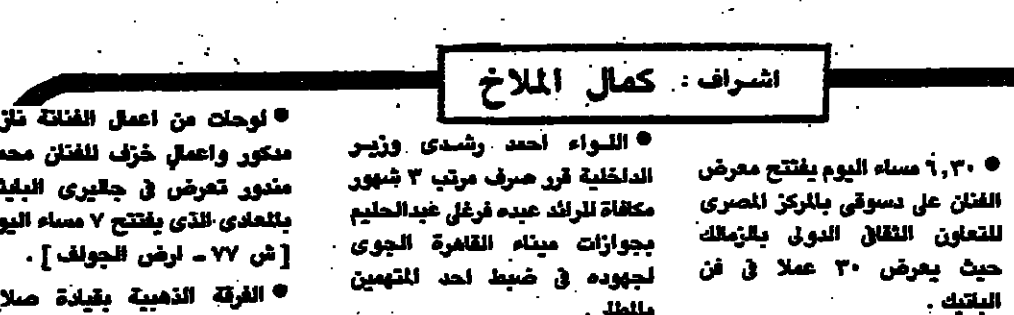 اشراف : كمال الملاخ
● ٦,٣٠ مساء اليوم يفتتح معرض
الفنان على دسوقى بالمركز المصرى
للتعاون الثقافى الدولى بالزمالك
حيث يعرض ٣٠ عملا فى فن
الباتيك .
● اللواء احمد رشدى وزير
الداخلية قرر صرف مرتب ٣ شهور
مكافاة للرائد عبده فرغلى عبدالحليم
بجوازات ميناء القاهرة الجوى
لجهوده فى ضبط احد المتهمين
● لوحات من اعمال الفنانة
مدكور واعمال خزف للفنان
مندور تعرض فى جاليرى
بالمعادى الذى يفتتح ٧ مساء
[ ش ٧٧ - ارض الجولف ] .
● الفرقة الذهبية بقيادة